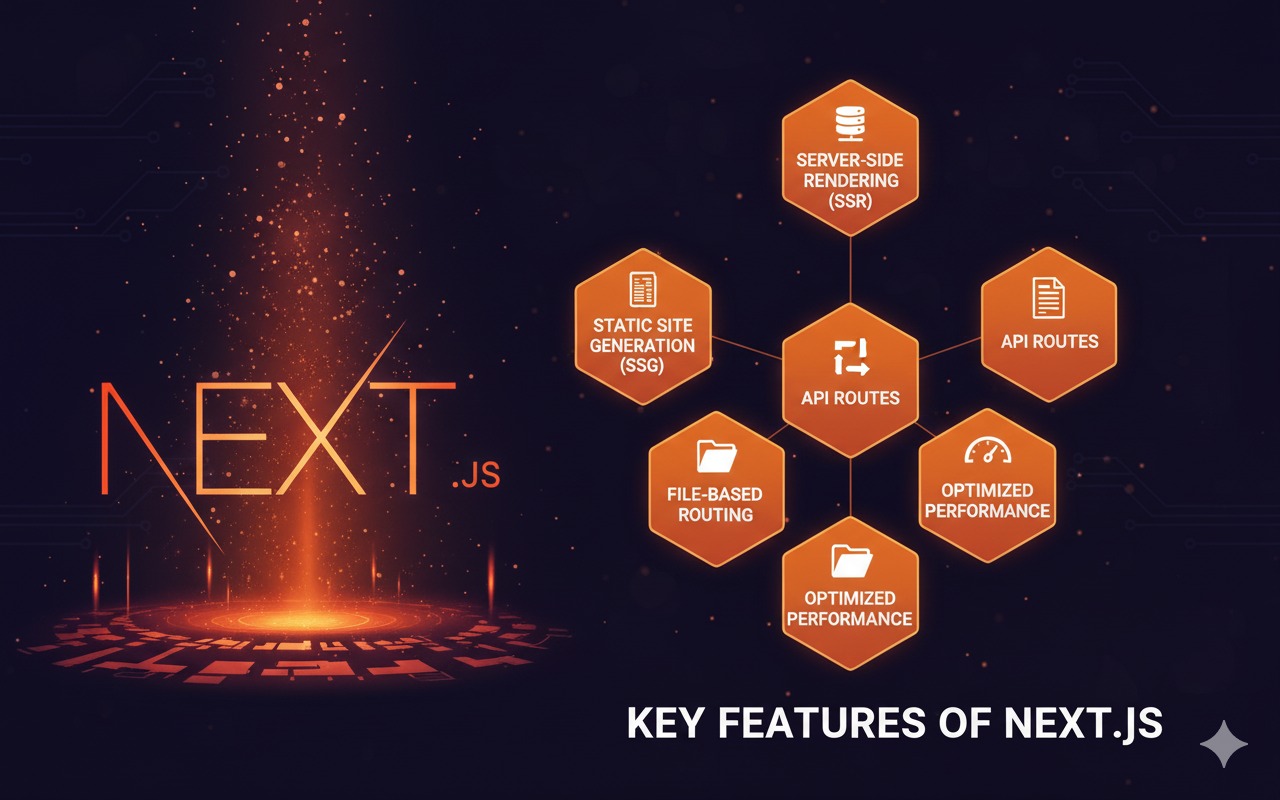 NEXT.JS
SERVER-SIDE
RENDERING
(SSR)
STATIC SITE
GENERATION
(SSG)
API ROUTES
API ROUTES
FILE-BASED
ROUTING
OPTIMIZED
PERFORMANCE
OPTIMIZED
PERFORMANCE
KEY FEATURES OF NEXT.JS